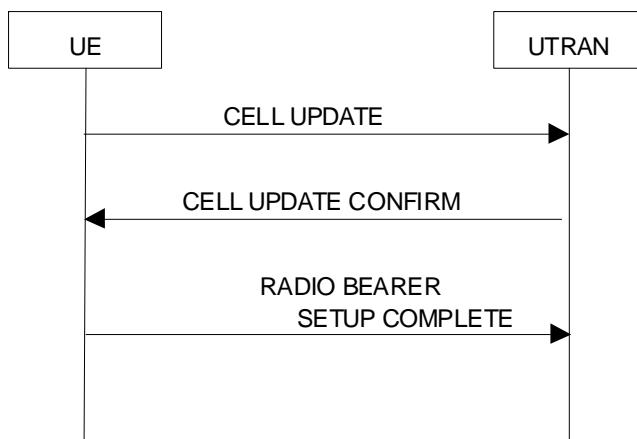 UE
UTRAN
CELL UPDATE
CELL UPDATE CONFIRM
RADIO BEARER
SETUP COMPLETE